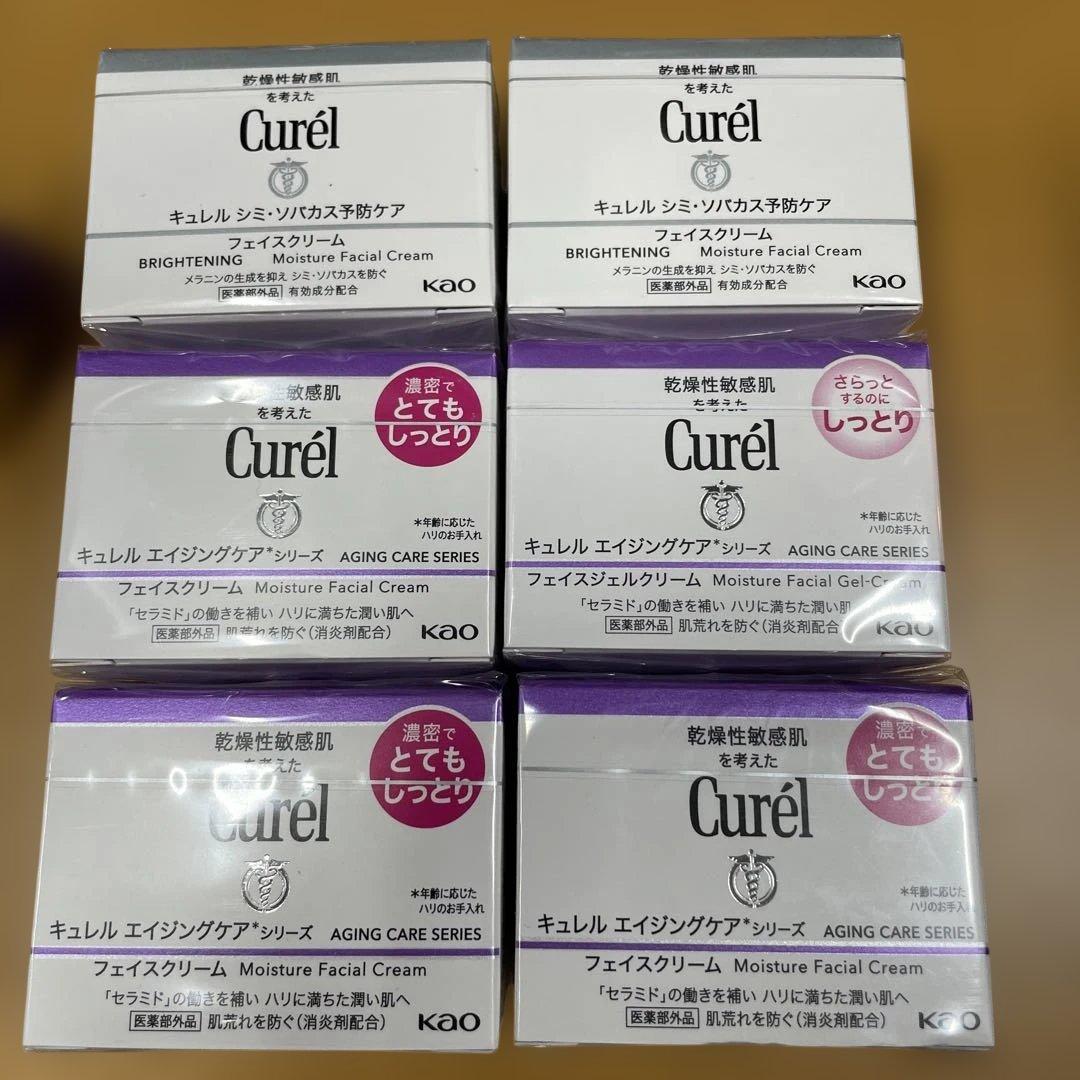 乾燥性敏感肌
を考えた
Curél
キュレル シミ・ソバカス予防ケア
フェイスクリーム
BRIGHTENING Moisture Facial Cream
メラニンの生成を抑え シミ・ソバカスを防ぐ
医薬部外品 有効成分配合
Kao
乾燥性敏感肌
を考えた
Curél
キュレル シミ・ソバカス予防ケア
フェイスクリーム
BRIGHTENING Moisture Facial Cream
メラニンの生成を抑え シミ・ソバカスを防ぐ
医薬部外品 有効成分配合
Kao
性敏感肌
を考えた
Curél
濃密で
とても
しっとり
*年齢に応じた
ハリのお手入れ
キュレル エイジングケア*シリーズ AGING CARE SERIES
フェイスクリーム Moisture Facial Cream
「セラミド」の働きを補い ハリに満ちた潤い肌へ
医薬部外品 肌荒れを防ぐ(消炎剤配合)
Kao
乾燥性敏感肌
を考えた
Curél
さらっと
するのに
しっとり
*年齢に応じた
ハリのお手入れ
キュレル エイジングケア*シリーズ AGING CARE SERIES
フェイスジェルクリーム Moisture Facial Gel-Cream
「セラミド」の働きを補い ハリに満ちた潤い肌
医薬部外品 肌荒れを防ぐ(消炎剤配合
Kao
乾燥性敏感肌
を考えた
Curél
濃密で
とても
しっとり
*年齢に応じた
ハリのお手入れ
キュレル エイジングケア*シリーズ AGING CARE SERIES
フェイスクリーム Moisture Facial Cream
「セラミド」の働きを補い ハリに満ちた潤い肌へ
医薬部外品 肌荒れを防ぐ(消炎剤配合)
Kao
乾燥性敏感肌
を考えた
Curél
濃密で
とても
しっとり
*年齢に応じた
ハリのお手入れ
キュレル エイジングケア*シリーズ AGING CARE SERIES
フェイスクリーム Moisture Facial Cream
「セラミド」の働きを補い ハリに満ちた潤い肌へ
医薬部外品 肌荒れを防ぐ(消炎剤配合)
Kao